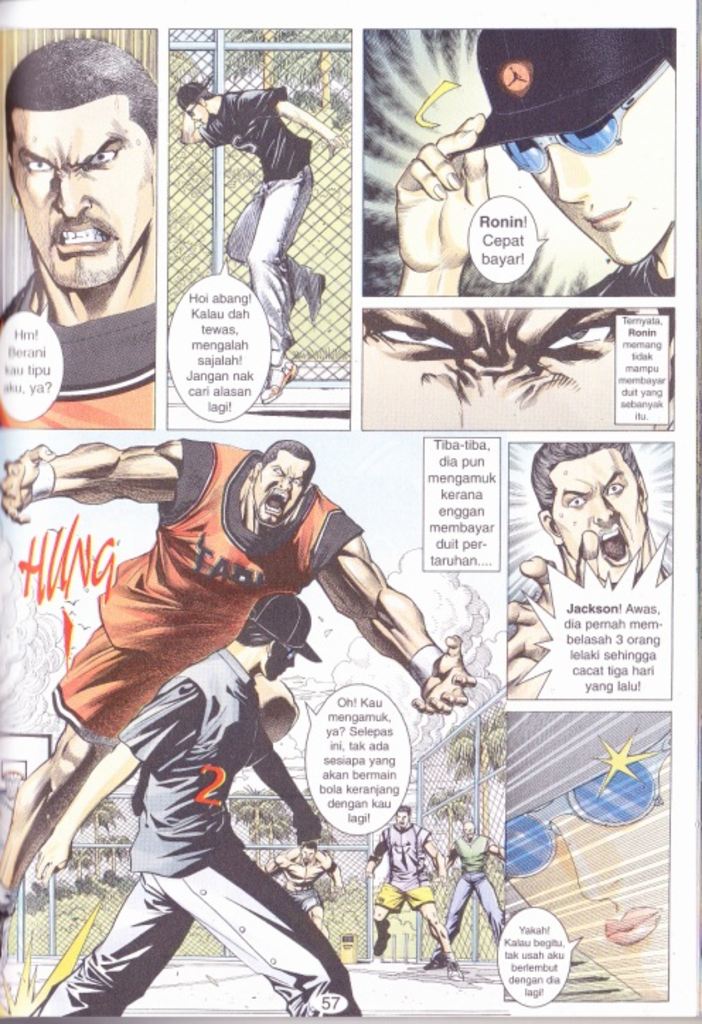 Hm!
Berani
kau tipu
aku, ya?
Hoi abang!
Kalau dah
tewas,
mengalah
sajalah!
Jangan nak
cari alasan
lagi!
Ronin!
Cepat
bayar!
Ternyata,
Ronin
memang
tidak
mampu
membayar
duit yang
sebanyak
itu.
HUNG
!
Tiba-tiba,
dia pun
mengamuk
kerana
enggan
membayar
duit per-
taruhan....
Jackson! Awas,
dia pernah mem-
belasah 3 orang
lelaki sehingga
cacat tiga hari
yang lalu!
2
Oh! Kau
mengamuk,
ya? Selepas
ini, tak ada
sesiapa yang
akan bermain
bola keranjang
dengan kau
lagi!
Yakah!
Kalau begitu,
tak usah aku
berlembut
dengan dia
lagi!
57